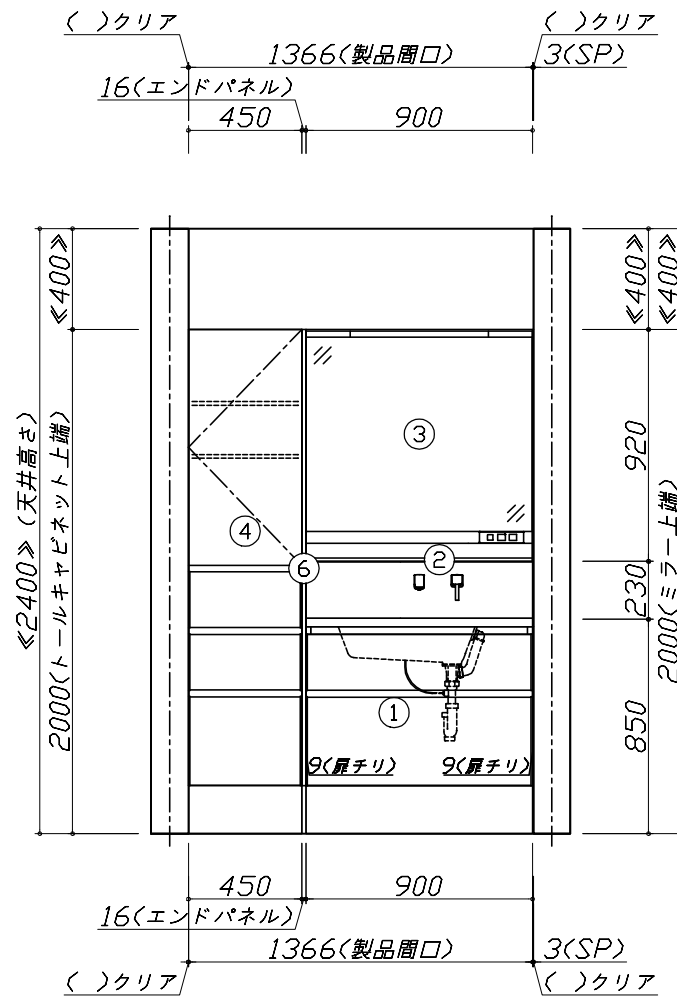 ( )クリア
( )クリア
1366(製品間口)
3(SP)
16(エンドパネル)
450
900
≪400≫
≪400≫
≪400≫
③
920
≪2400≫(天井高さ)
2000(トールキャビネット上端)
④
②
⑥
230
2000(ミラー上端)
①
850
9(扉チリ)
9(扉チリ)
450
900
16(エンドパネル)
1366(製品間口)
3(SP)
( )クリア
( )クリア